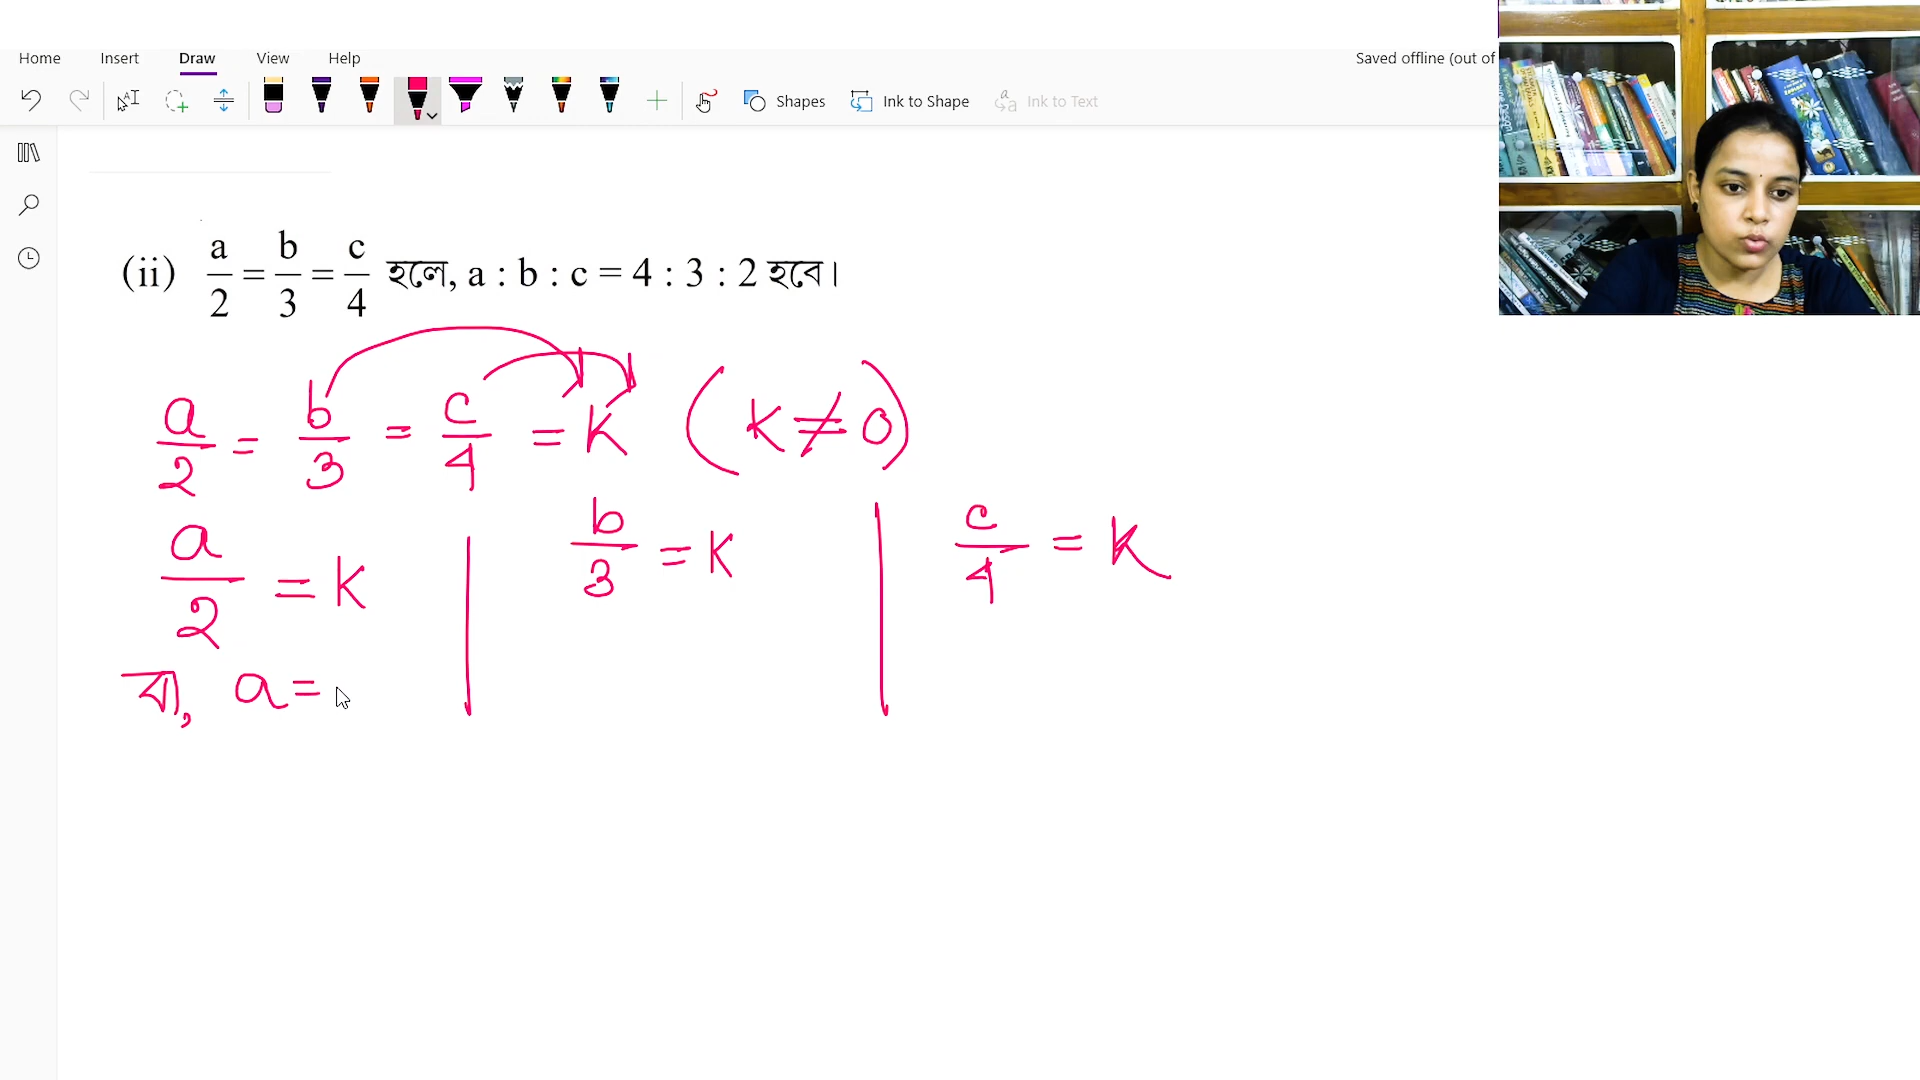 Home Insert Draw View Help Saved offline (out of
Shapes Ink to Shape Ink to Text
(ii) a/2 = b/3 = c/4 হলে, a : b : c = 4 : 3 : 2 হবে।
a/2 = b/3 = c/4 = K (K ≠ 0)
a/2 = K | b/3 = K | c/4 = K
বা, a =